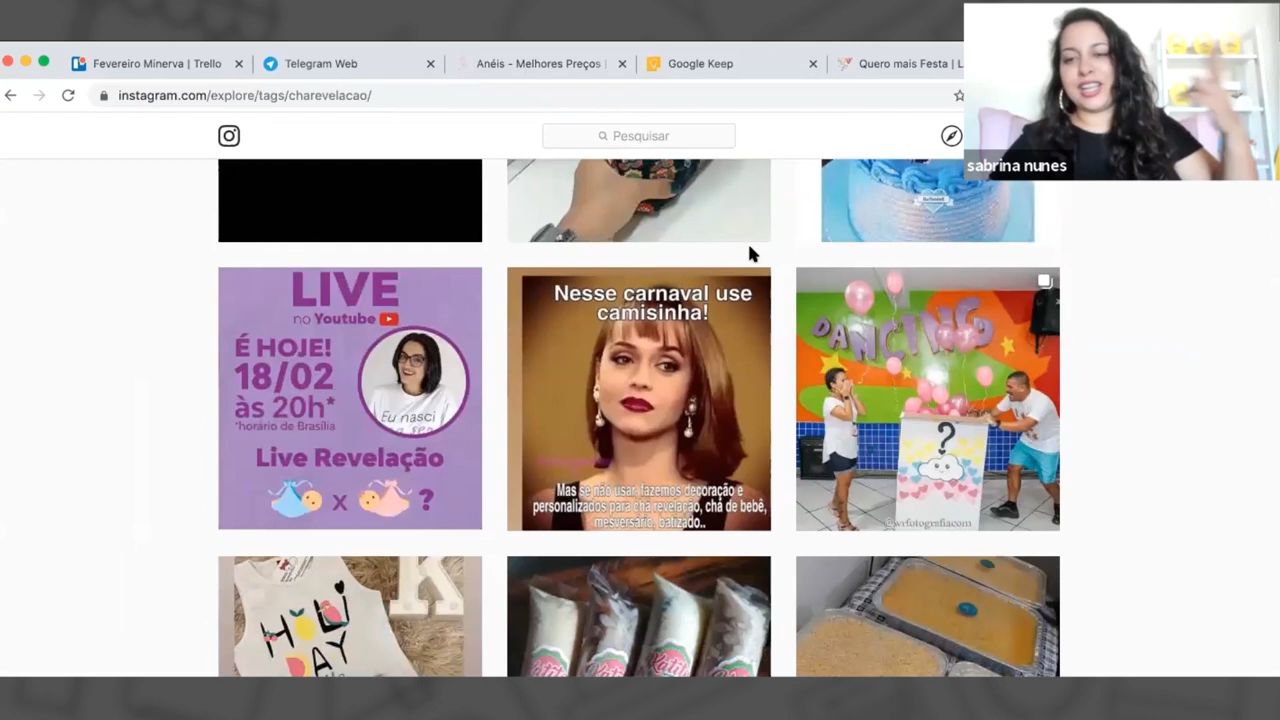 Fevereiro Minerva | Trello
Telegram Web
Anéis - Melhores Preços |
Google Keep
Quero mais Festa | L
instagram.com/explore/tags/charevelacao/
Pesquisar
sabrina nunes
LIVE
no Youtube
É HOJE!
18/02
às 20h*
*horário de Brasília
Eu nasci
Live Revelação
X ?
Nesse carnaval use
camisinha!
Mas se não usar, fazemos decoração e
personalizados para chá revelação, chá de bebê,
mesversário, batizado..
DANCING
?
@wrfotografiacom
K
HOLI
DAY